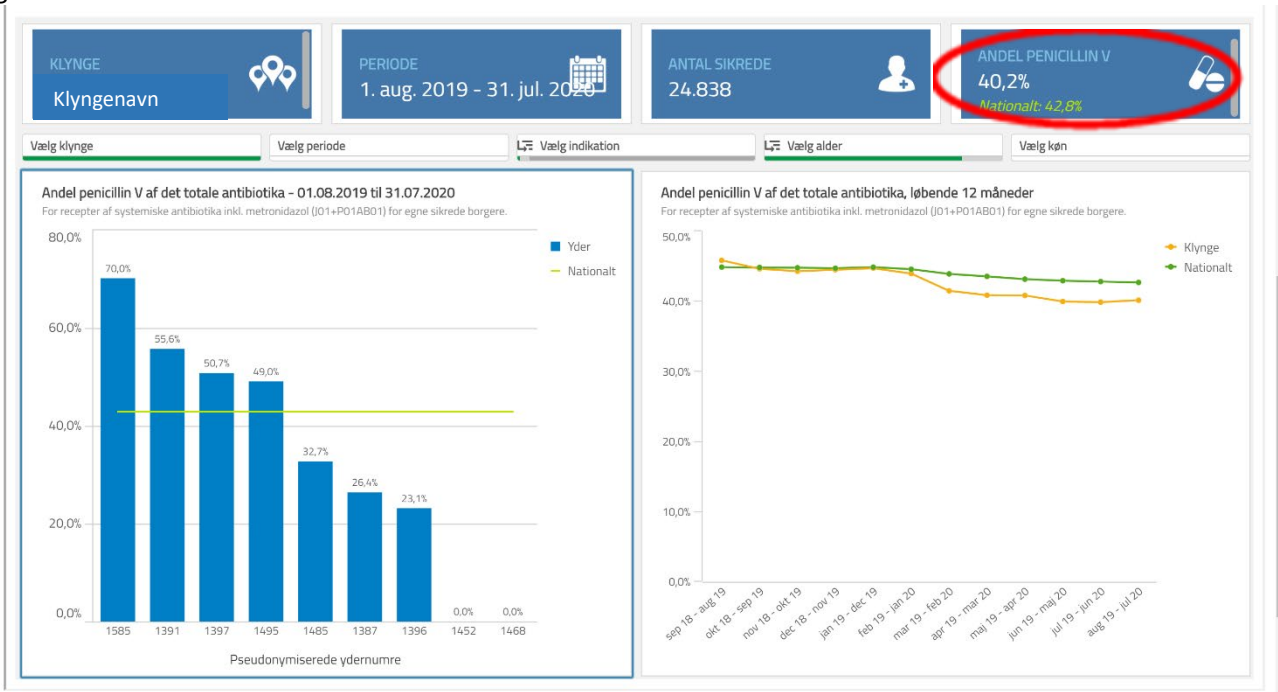 KLYNGE
Klyngenavn
PERIODE
1. aug. 2019 - 31. jul. 2020
ANTAL SIKREDE
24.838
ANDEL PENICILLIN V
40,2%
Nationalt: 42,8%
Vælg klynge
Vælg periode
Vælg indikation
Vælg alder
Vælg køn
Andel penicillin V af det totale antibiotika - 01.08.2019 til 31.07.2020
For recepter af systemiske antibiotika inkl. metronidazol (J01+P01AB01) for egne sikrede borgere.
80,0%
60,0%
40,0%
20,0%
0,0%
70,0%
55,6%
50,7%
49,0%
32,7%
26,4%
23,1%
0,0%
0,0%
1585
1391
1397
1495
1485
1387
1396
1452
1468
Pseudonymiserede ydernumre
Yder
Nationalt
Andel penicillin V af det totale antibiotika, løbende 12 måneder
For recepter af systemiske antibiotika inkl. metronidazol (J01+P01AB01) for egne sikrede borgere.
50,0%
40,0%
30,0%
20,0%
10,0%
0,0%
sep 18 - aug 19
okt 18 - sep 19
nov 18 - okt 19
dec 18 - nov 19
jan 19 - dec 19
feb 19 - jan 20
mar 19 - feb 20
apr 19 - mar 20
maj 19 - apr 20
jun 19 - maj 20
jul 19 - jun 20
aug 19 - jul 20
Klynge
Nationalt